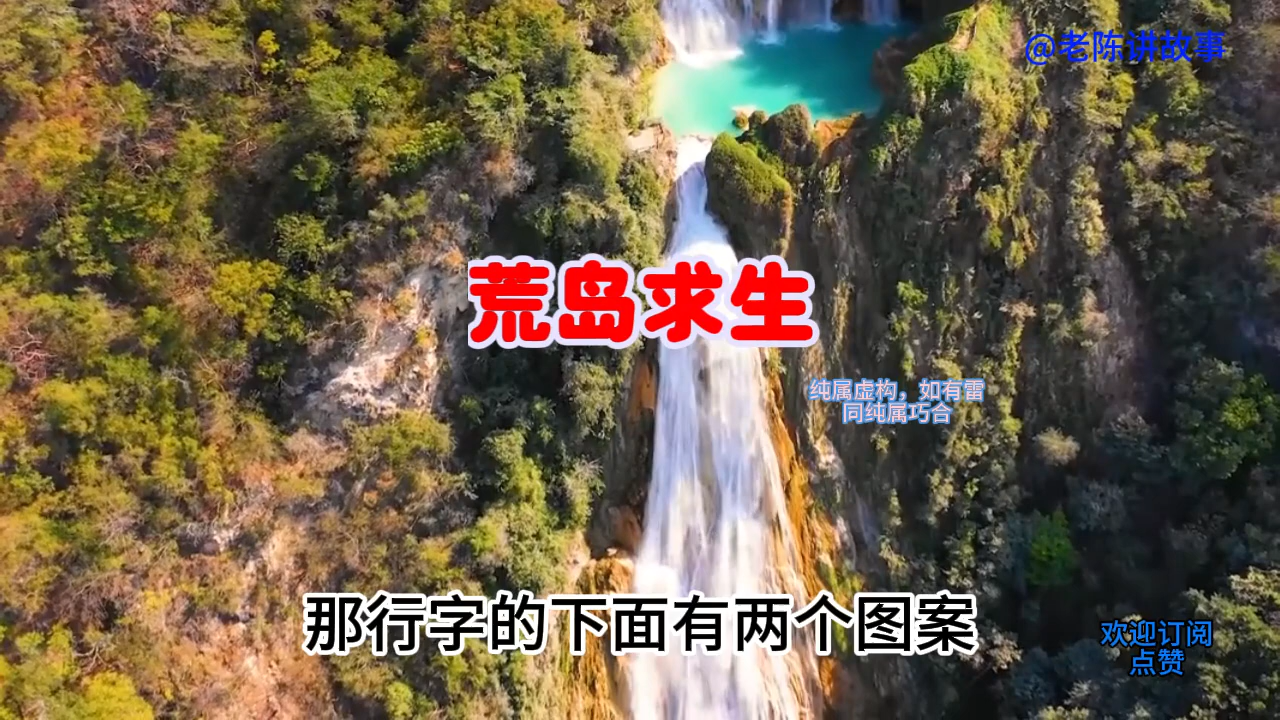 @老陈讲故事
荒岛求生
纯属虚构，如有雷
同纯属巧合
那行字的下面有两个图案
欢迎订阅
点赞